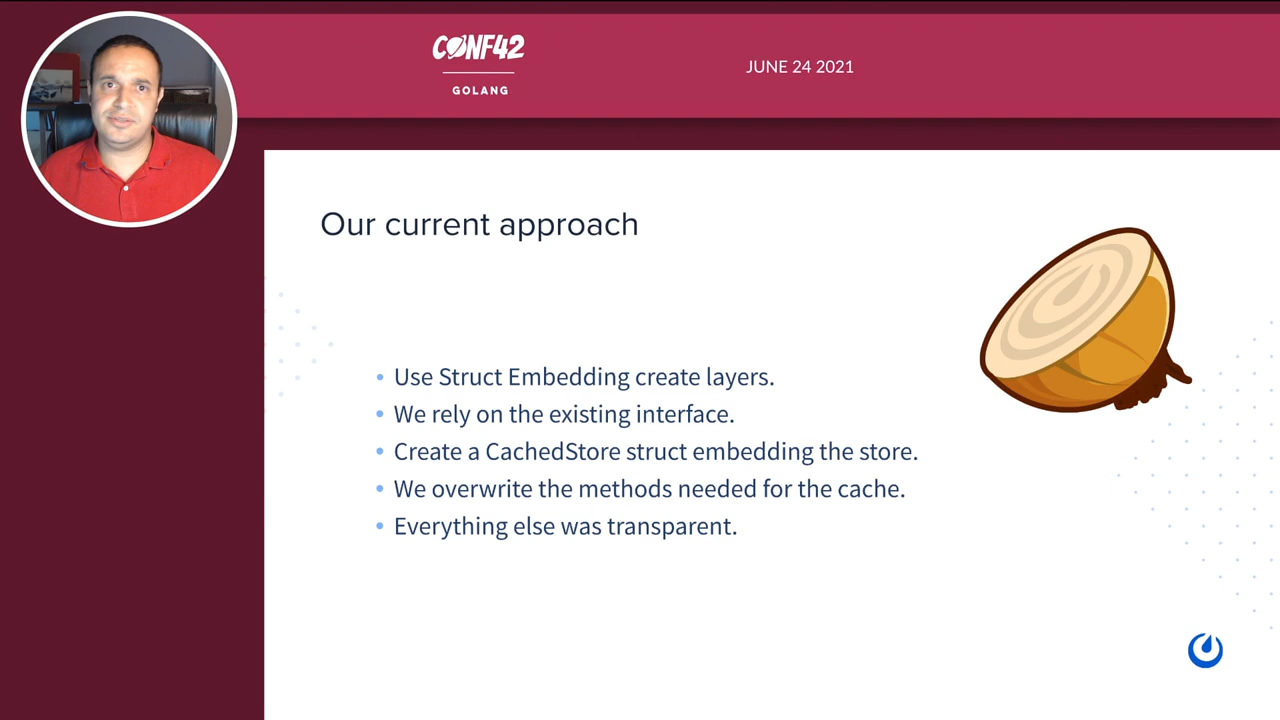 CONF42
GOLANG
JUNE 24 2021
Our current approach
• Use Struct Embedding create layers.
• We rely on the existing interface.
• Create a CachedStore struct embedding the store.
• We overwrite the methods needed for the cache.
• Everything else was transparent.